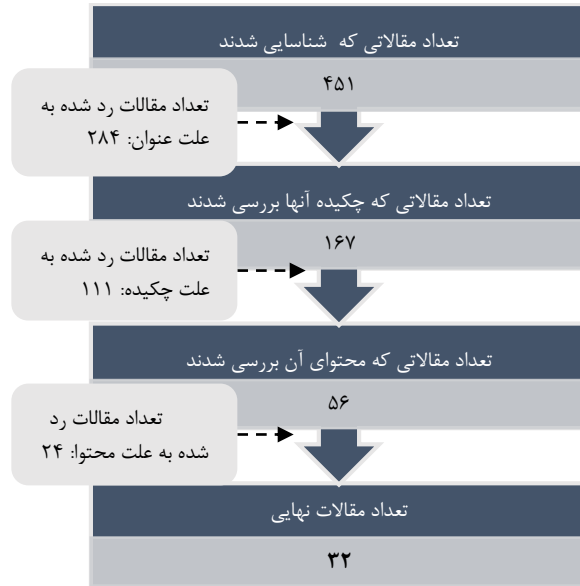 تعداد مقالاتی که شناسایی شدند
۴۵۱
تعداد مقالات رد شده به
علت عنوان: ۲۸۴
تعداد مقالاتی که چکیده آنها بررسی شدند
۱۶۷
تعداد مقالات رد شده به
علت چکیده: ۱۱۱
تعداد مقالاتی که محتوای آن بررسی شدند
۵۶
تعداد مقالات رد
شده به علت محتوا: ۲۴
تعداد مقالات نهایی
۳۲